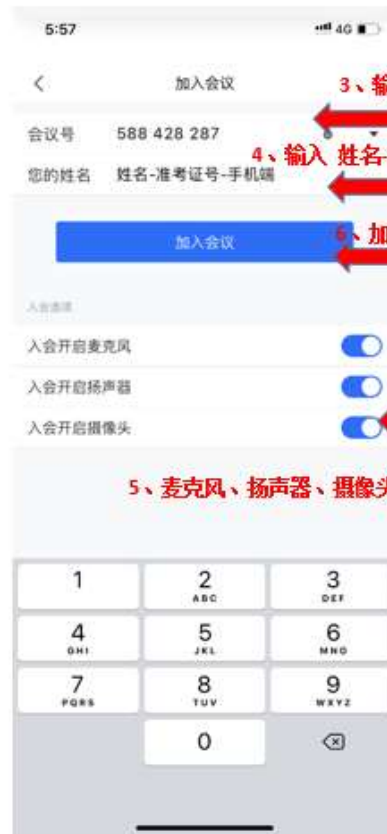 5:57 4G
加入会议
3、输
会议号 588 428 287
4、输入 姓名-
您的姓名 姓名-准考证号-手机端
加入会议
6、加
入会选项
入会开启麦克风
入会开启扬声器
入会开启摄像头
5、麦克风、扬声器、摄像头
1 2 3
ABC DEF
4 5 6
GHI JKL MNO
7 8 9
PQRS TUV WXYZ
0